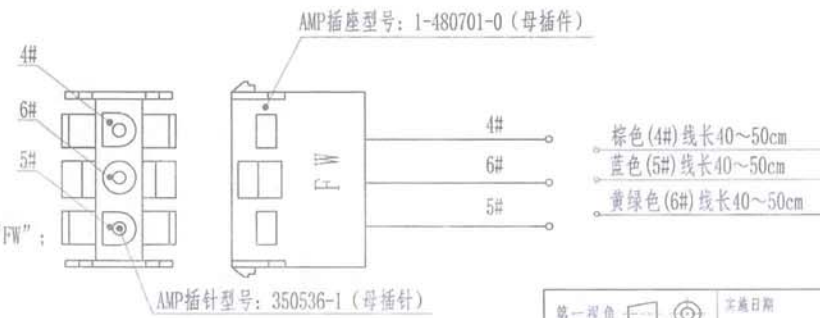 AMP插座型号: 1-480701-0 (母插件)
4#
6#
5#
FW";
FW
4#
6#
5#
棕色(4#)线长40～50cm
蓝色(5#)线长40～50cm
黄绿色(6#)线长40～50cm
AMP插针型号: 350536-1 (母插针)
第一视角
实施日期